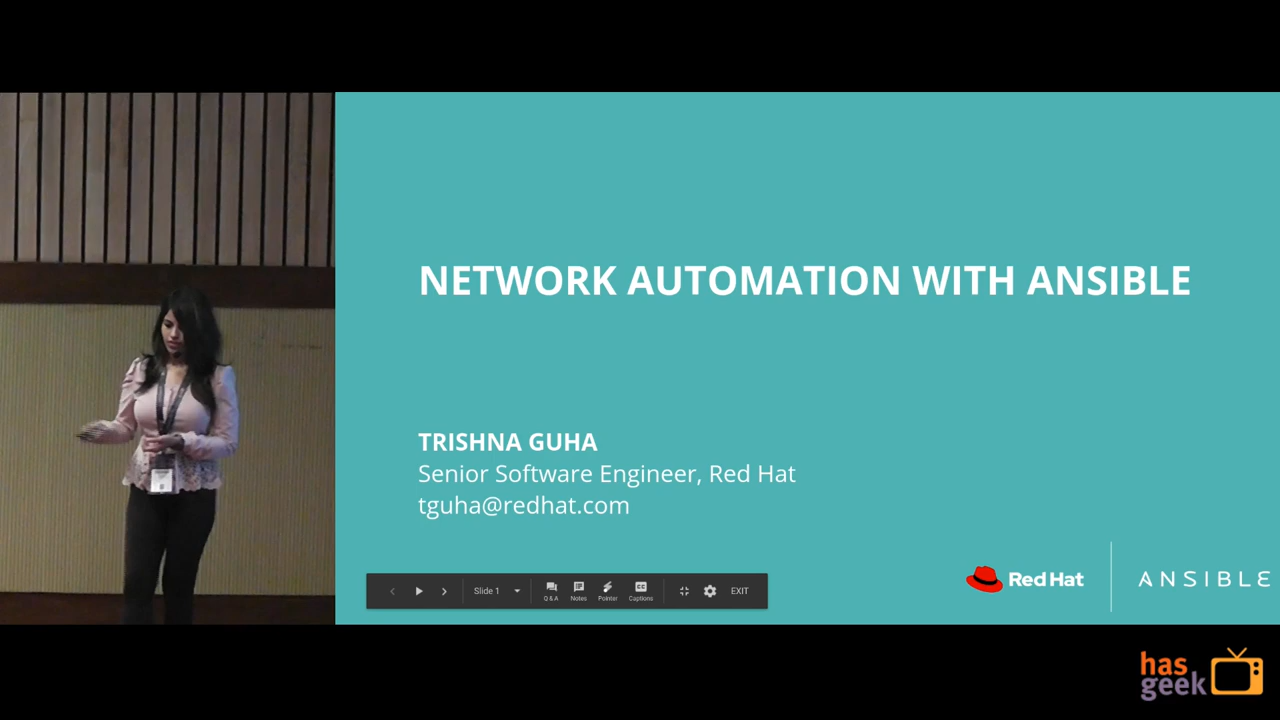 NETWORK AUTOMATION WITH ANSIBLE
TRISHNA GUHA
Senior Software Engineer, Red Hat
tguha@redhat.com
Red Hat
ANSIBLE
Slide 1
Q & A
Notes
Pointer
Captions
EXIT
has
geek